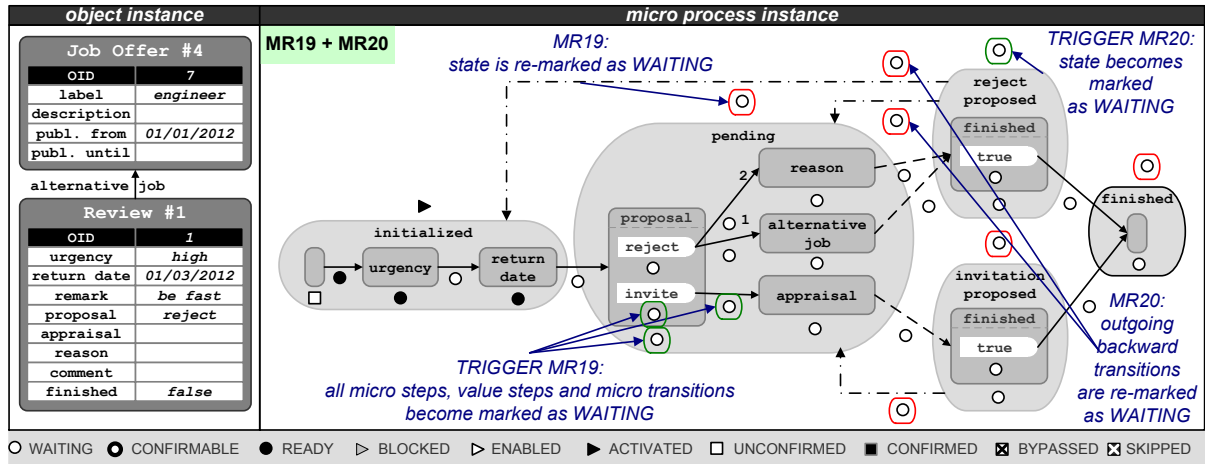 object instance
micro process instance
Job Offer #4
OID 7
label engineer
description
publ. from 01/01/2012
publ. until
alternative job
Review #1
OID 1
urgency high
return date 01/03/2012
remark be fast
proposal reject
appraisal
reason
comment
finished false
MR19 + MR20
MR19:
state is re-marked as WAITING
TRIGGER MR20:
state becomes
marked
as WAITING
initialized
urgency
return
date
pending
proposal
reject
invite
2
1
reason
alternative
job
appraisal
reject
proposed
finished
true
invitation
proposed
finished
true
finished
TRIGGER MR19:
all micro steps, value steps and micro transitions
become marked as WAITING
MR20:
outgoing
backward
transitions
are re-marked
as WAITING
WAITING CONFIRMABLE READY BLOCKED ENABLED ACTIVATED UNCONFIRMED CONFIRMED BYPASSED SKIPPED